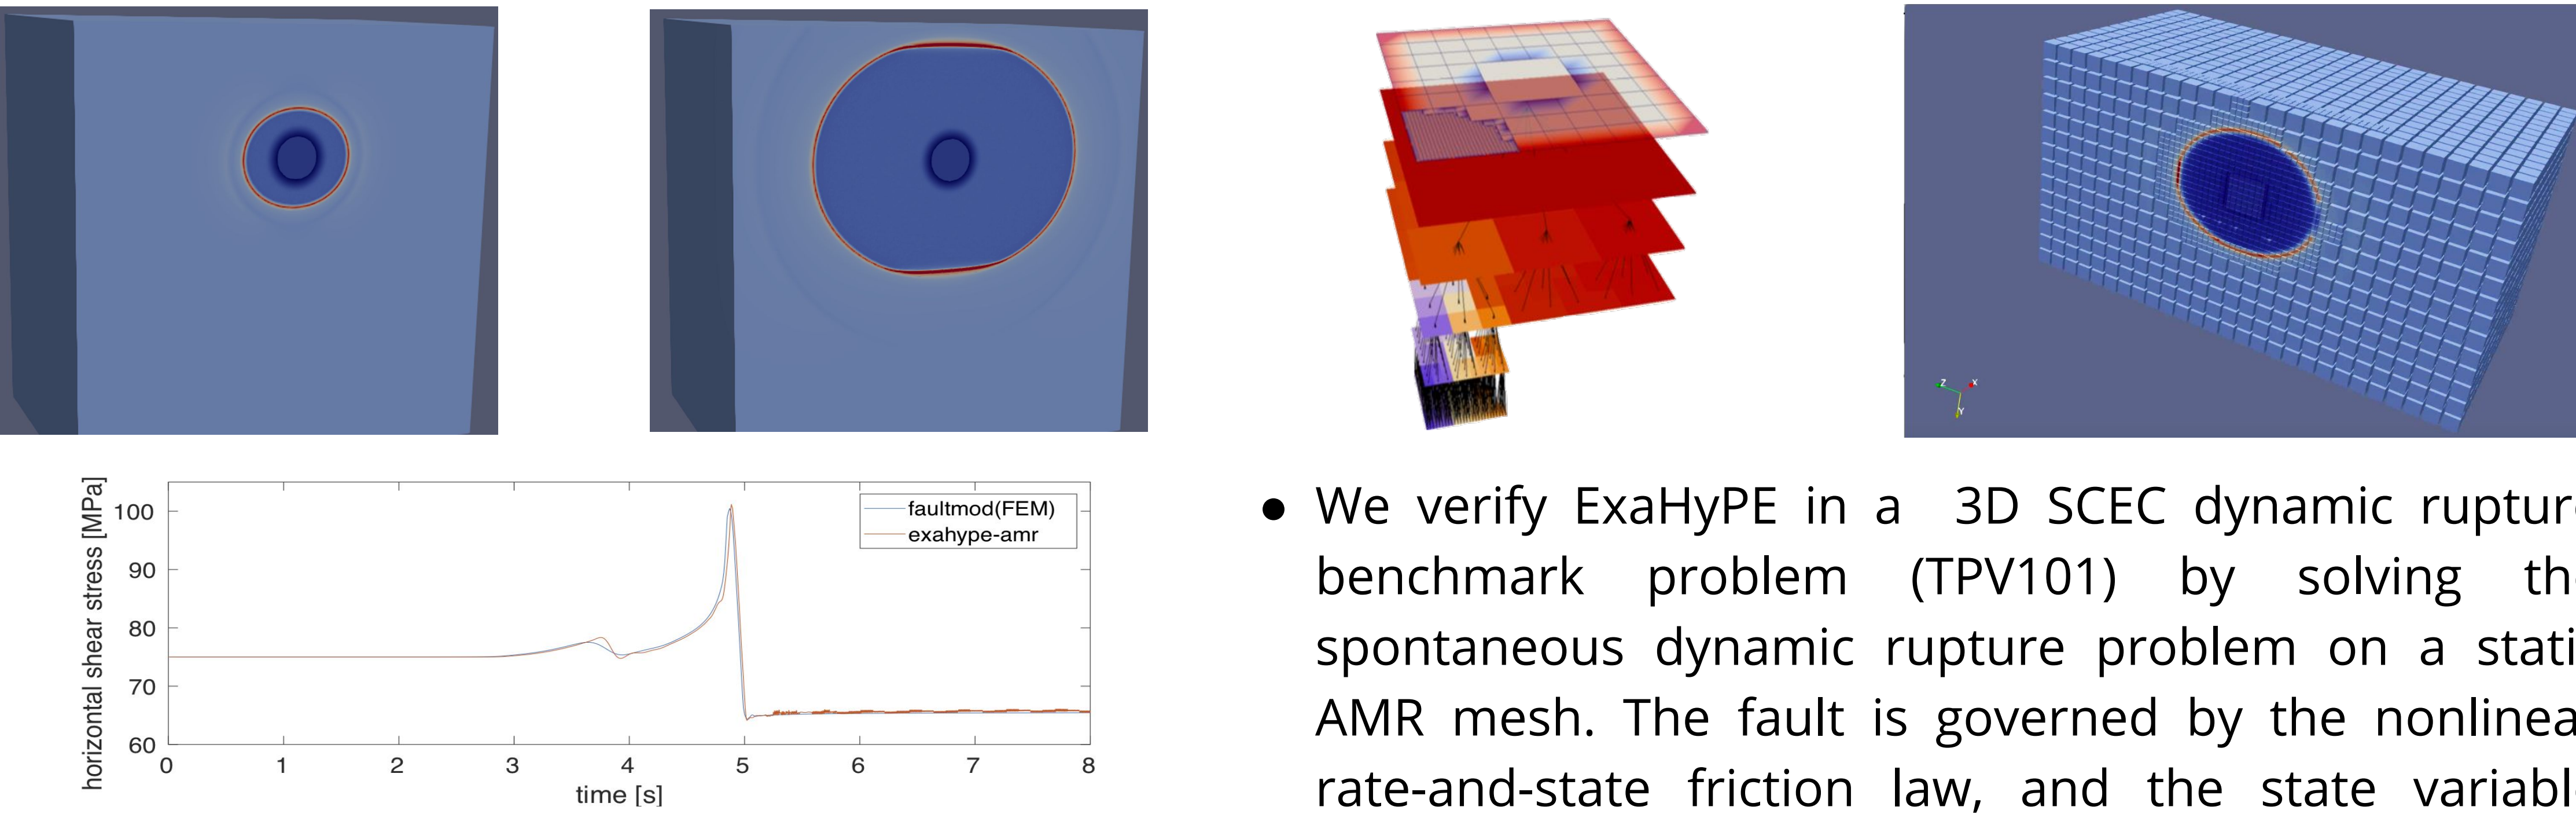 Z
X
Y
horizontal shear stress [MPa]
100
90
80
70
60
faultmod(FEM)
exahype-amr
0 1 2 3 4 5 6 7 8
time [s]
● We verify ExaHyPE in a 3D SCEC dynamic ruptur
benchmark problem (TPV101) by solving th
spontaneous dynamic rupture problem on a stati
AMR mesh. The fault is governed by the nonlinea
rate-and-state friction law, and the state variabl